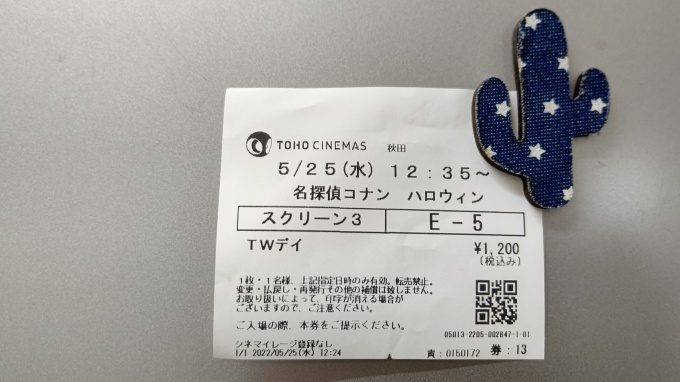 TOHO CINEMAS 秋田
5/25(水) 12:35~
名探偵コナン ハロウィン
スクリーン3 E-5
TWデイ ¥1,200
(税込み)
1枚・1名様、上記指定日時のみ有効。転売禁止。
変更・払戻し・再発行その他の補償は致しません。
お取り扱いによって、印字が消える場合が
ございますので、ご注意ください。
ご入場の際、本券をご提示ください。
05013-2205-002847-1-01
シネマイレージ登録なし
1/1 2022/05/25(水) 12:24 責:0150172 券:13